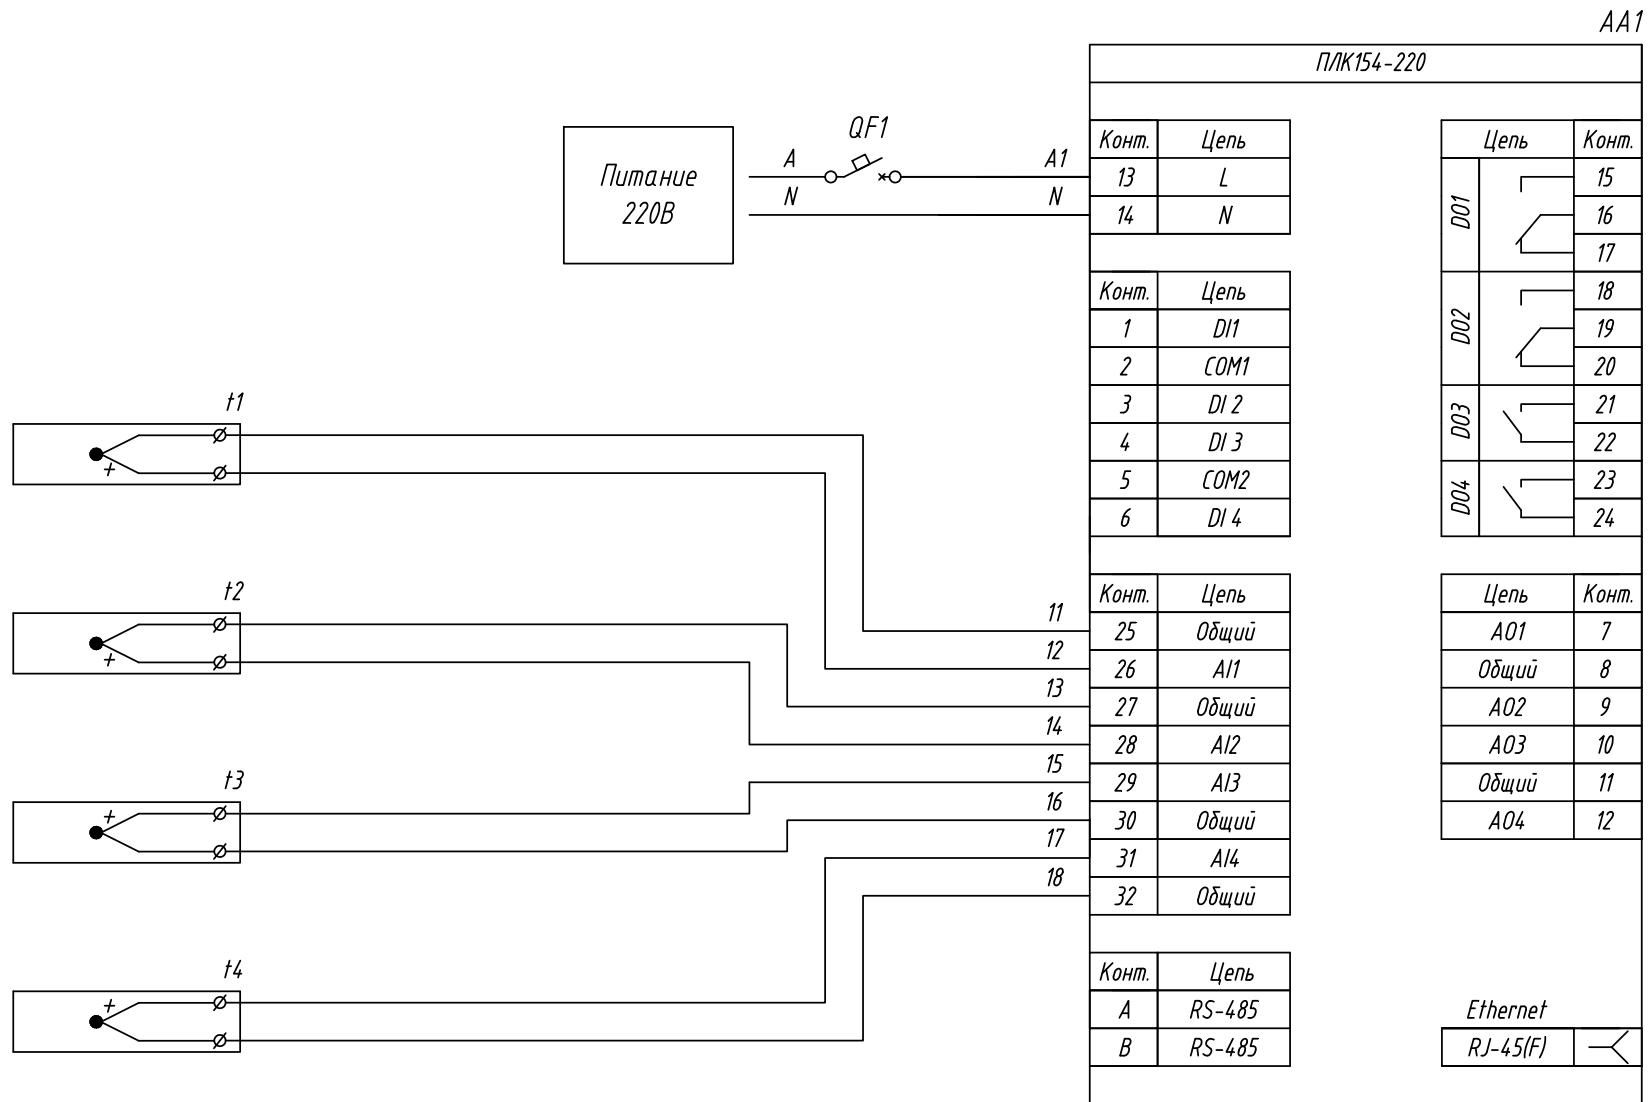 AA1
ПЛК154-220
QF1
Питание
220В
A
N
A1
N
Конт. Цепь
13 L
14 N
Конт. Цепь
1 DI1
2 COM1
3 DI 2
4 DI 3
5 COM2
6 DI 4
Цепь Конт.
DO1
15
16
17
DO2
18
19
20
DO3
21
22
DO4
23
24
t1
+
t2
+
t3
+
t4
+
11
12
13
14
15
16
17
18
Конт. Цепь
25 Общий
26 AI1
27 Общий
28 AI2
29 AI3
30 Общий
31 AI4
32 Общий
Цепь Конт.
AO1 7
Общий 8
AO2 9
AO3 10
Общий 11
AO4 12
Конт. Цепь
A RS-485
B RS-485
Ethernet
RJ-45(F)